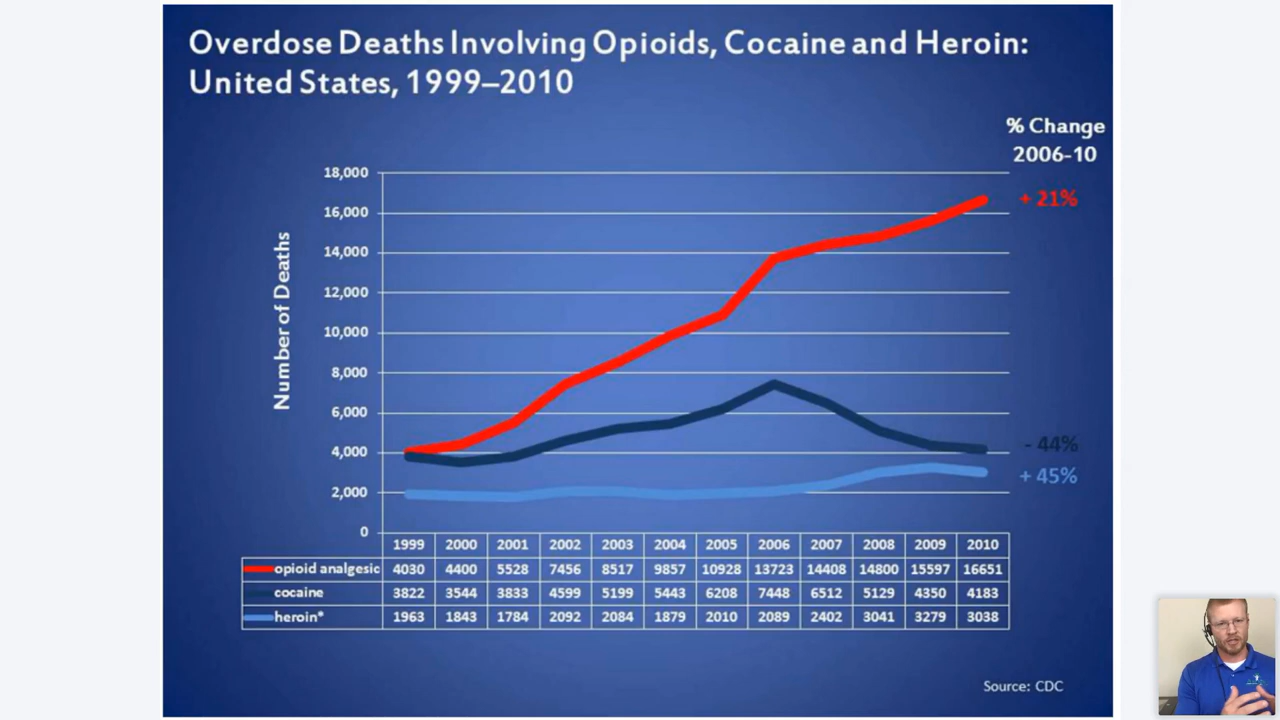 Overdose Deaths Involving Opioids, Cocaine and Heroin:
United States, 1999–2010
% Change
2006-10
Number of Deaths
18,000
16,000
14,000
12,000
10,000
8,000
6,000
4,000
2,000
0
+ 21%
- 44%
+ 45%
1999 2000 2001 2002 2003 2004 2005 2006 2007 2008 2009 2010
opioid analgesic 4030 4400 5528 7456 8517 9857 10928 13723 14408 14800 15597 16651
cocaine 3822 3544 3833 4599 5199 5443 6208 7448 6512 5129 4350 4183
heroin* 1963 1843 1784 2092 2084 1879 2010 2089 2402 3041 3279 3038
Source: CDC